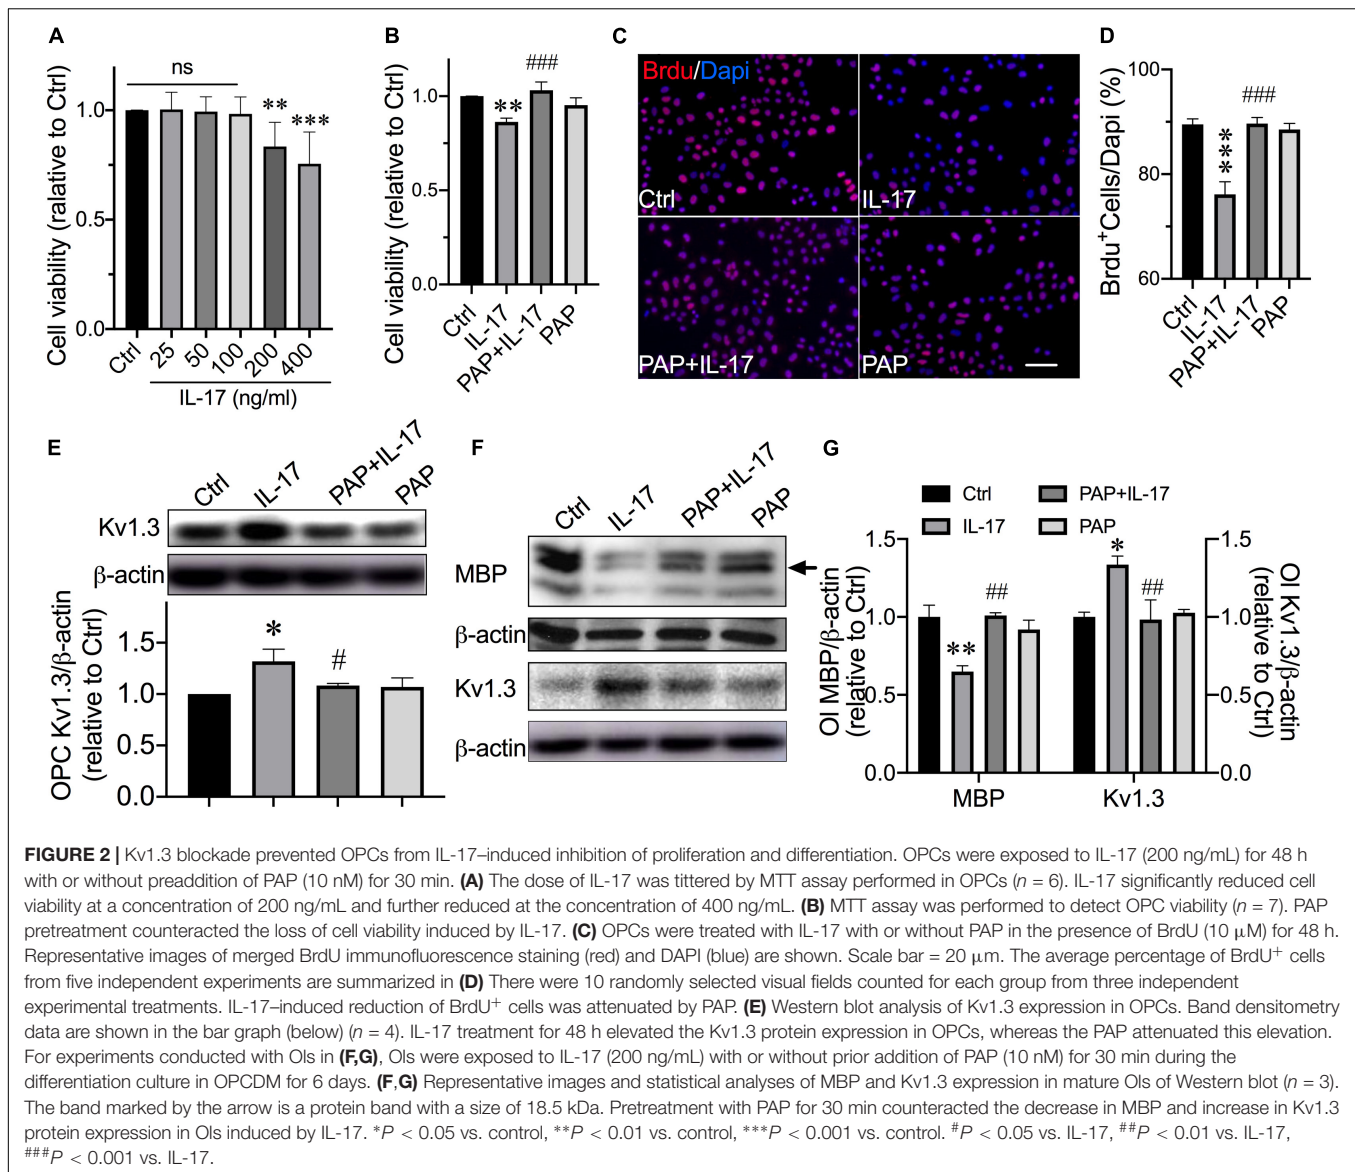 A
Cell viability (relative to Ctrl)
ns
**
***
1.0
0.5
0.0
Ctrl
25
50
100
200
400
IL-17 (ng/ml)
B
Cell viability (relative to Ctrl)
###
**
1.0
0.5
0.0
Ctrl
IL-17
PAP+IL-17
PAP
C
Brdu/Dapi
Ctrl
IL-17
PAP+IL-17
PAP
D
Brdu+Cells/Dapi (%)
###
***
100
80
60
Ctrl
IL-17
PAP+IL-17
PAP
E
Ctrl
IL-17
PAP+IL-17
PAP
Kv1.3
β-actin
OPC Kv1.3/β-actin
(relative to Ctrl)
*
#
1.5
1.0
0.5
0.0
F
Ctrl
IL-17
PAP+IL-17
PAP
MBP
β-actin
Kv1.3
β-actin
G
Ctrl
PAP+IL-17
IL-17
PAP
OI MBP/β-actin
(relative to Ctrl)
1.5
1.0
0.5
0.0
**
##
*
##
1.5
1.0
0.5
0.0
OI Kv1.3/β-actin
(relative to Ctrl)
MBP
Kv1.3
FIGURE 2 | Kv1.3 blockade prevented OPCs from IL-17–induced inhibition of proliferation and differentiation. OPCs were exposed to IL-17 (200 ng/mL) for 48 h
with or without preaddition of PAP (10 nM) for 30 min. (A) The dose of IL-17 was tittered by MTT assay performed in OPCs (n = 6). IL-17 significantly reduced cell
viability at a concentration of 200 ng/mL and further reduced at the concentration of 400 ng/mL. (B) MTT assay was performed to detect OPC viability (n = 7). PAP
pretreatment counteracted the loss of cell viability induced by IL-17. (C) OPCs were treated with IL-17 with or without PAP in the presence of BrdU (10 μM) for 48 h.
Representative images of merged BrdU immunofluorescence staining (red) and DAPI (blue) are shown. Scale bar = 20 μm. The average percentage of BrdU+ cells
from five independent experiments are summarized in (D) There were 10 randomly selected visual fields counted for each group from three independent
experimental treatments. IL-17–induced reduction of BrdU+ cells was attenuated by PAP. (E) Western blot analysis of Kv1.3 expression in OPCs. Band densitometry
data are shown in the bar graph (below) (n = 4). IL-17 treatment for 48 h elevated the Kv1.3 protein expression in OPCs, whereas the PAP attenuated this elevation.
For experiments conducted with Ols in (F,G), Ols were exposed to IL-17 (200 ng/mL) with or without prior addition of PAP (10 nM) for 30 min during the
differentiation culture in OPCDM for 6 days. (F,G) Representative images and statistical analyses of MBP and Kv1.3 expression in mature Ols of Western blot (n = 3).
The band marked by the arrow is a protein band with a size of 18.5 kDa. Pretreatment with PAP for 30 min counteracted the decrease in MBP and increase in Kv1.3
protein expression in Ols induced by IL-17. *P < 0.05 vs. control, **P < 0.01 vs. control, ***P < 0.001 vs. control. #P < 0.05 vs. IL-17, ##P < 0.01 vs. IL-17,
###P < 0.001 vs. IL-17.